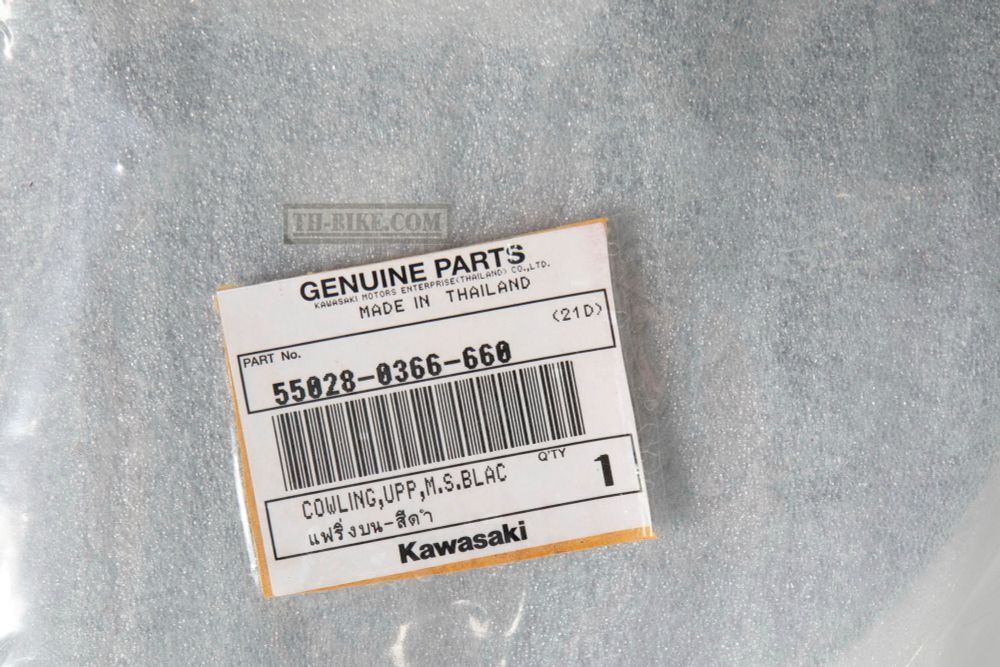 TH-BIKE.COM
GENUINE PARTS
KAWASAKI MOTORS ENTERPRISE(THAILAND) CO.,LTD.
MADE IN THAILAND
(21D)
PART No.
55028-0366-660
COWLING,UPP,M.S.BLAC Q'TY 1
แฟริ่งบน-สีดำ
Kawasaki